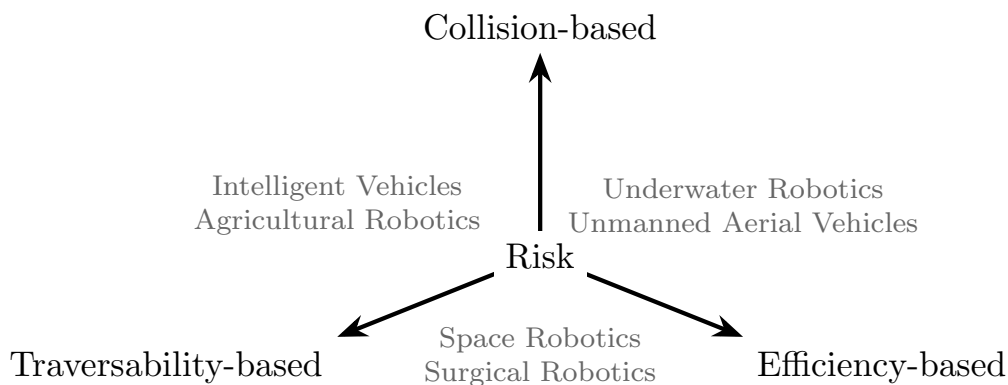 Collision-based
Intelligent Vehicles
Agricultural Robotics
Underwater Robotics
Unmanned Aerial Vehicles
Risk
Traversability-based
Space Robotics
Surgical Robotics
Efficiency-based